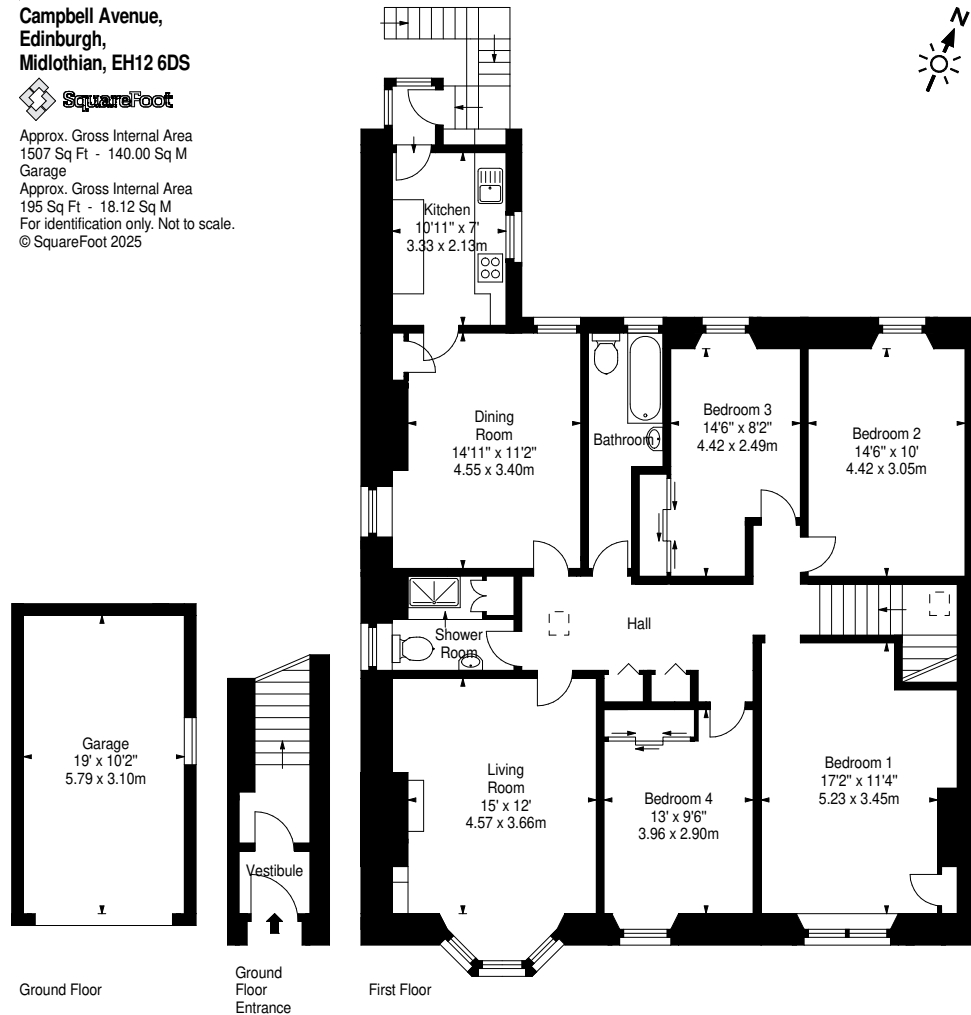 Campbell Avenue,
Edinburgh,
Midlothian, EH12 6DS
SquareFoot
Approx. Gross Internal Area
1507 Sq Ft - 140.00 Sq M
Garage
Approx. Gross Internal Area
195 Sq Ft - 18.12 Sq M
For identification only. Not to scale.
© SquareFoot 2025
N
Kitchen
10'11" x 7'
3.33 x 2.13m
Dining
Room
14'11" x 11'2"
4.55 x 3.40m
Bathroom
Bedroom 3
14'6" x 8'2"
4.42 x 2.49m
Bedroom 2
14'6" x 10'
4.42 x 3.05m
Shower
Room
Hall
Garage
19' x 10'2"
5.79 x 3.10m
Vestibule
Living
Room
15' x 12'
4.57 x 3.66m
Bedroom 4
13' x 9'6"
3.96 x 2.90m
Bedroom 1
17'2" x 11'4"
5.23 x 3.45m
Ground Floor
Ground
Floor
Entrance
First Floor